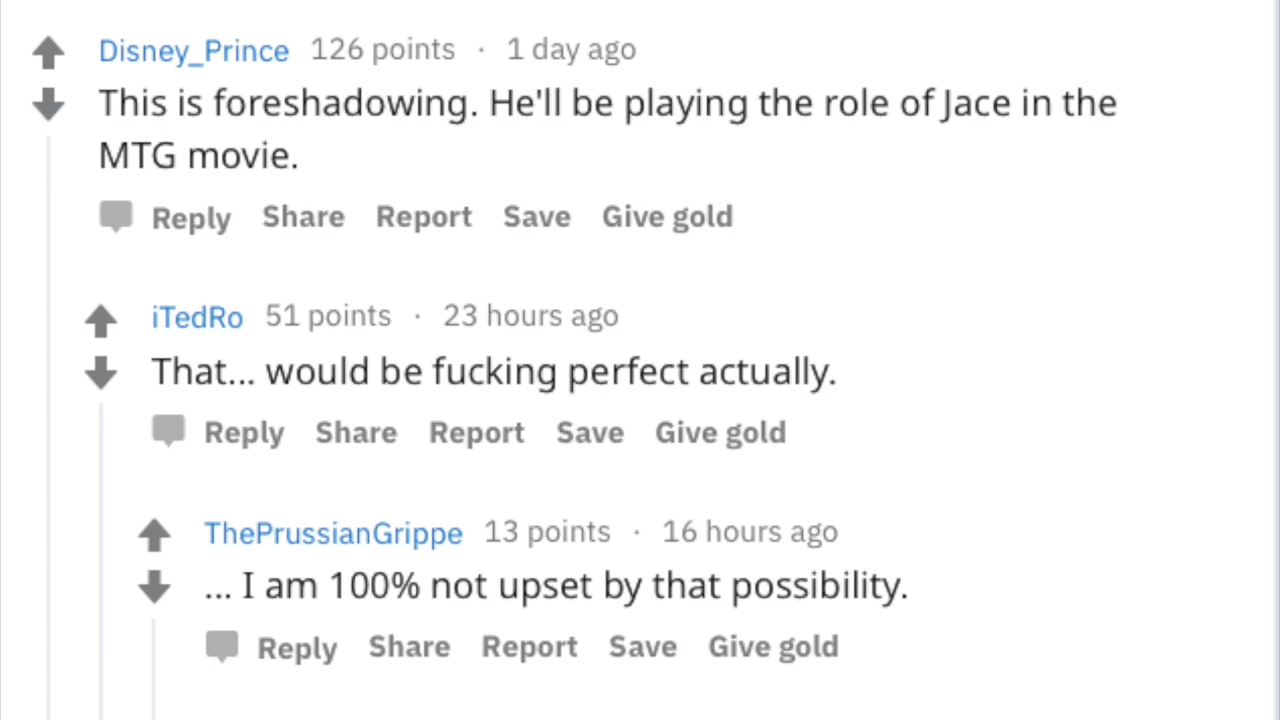 Disney_Prince 126 points · 1 day ago
This is foreshadowing. He'll be playing the role of Jace in the
MTG movie.
Reply Share Report Save Give gold
iTedRo 51 points · 23 hours ago
That... would be fucking perfect actually.
Reply Share Report Save Give gold
ThePrussianGrippe 13 points · 16 hours ago
... I am 100% not upset by that possibility.
Reply Share Report Save Give gold